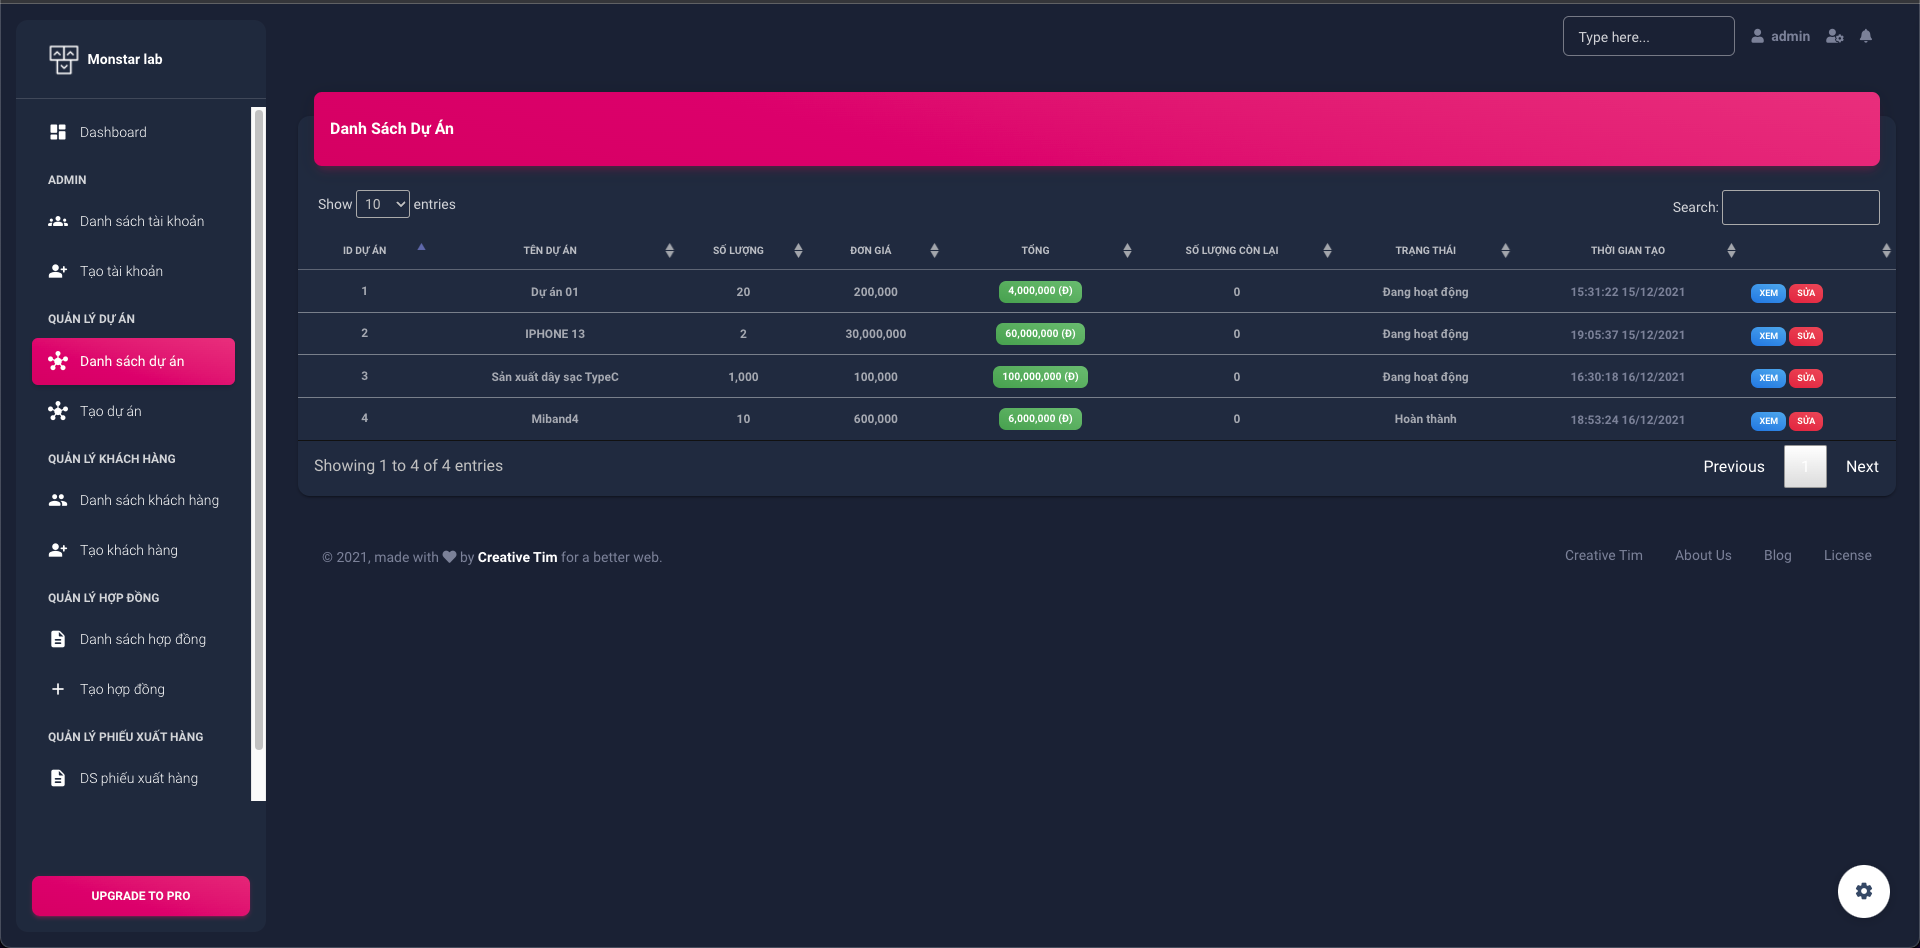 Monstar lab
Dashboard
ADMIN
Danh sách tài khoản
Tạo tài khoản
QUẢN LÝ DỰ ÁN
Danh sách dự án
Tạo dự án
QUẢN LÝ KHÁCH HÀNG
Danh sách khách hàng
Tạo khách hàng
QUẢN LÝ HỢP ĐỒNG
Danh sách hợp đồng
Tạo hợp đồng
QUẢN LÝ PHIẾU XUẤT HÀNG
DS phiếu xuất hàng
UPGRADE TO PRO
Type here... admin
Danh Sách Dự Án
Show 10 entries Search:
ID DỰ ÁN TÊN DỰ ÁN SỐ LƯỢNG ĐƠN GIÁ TỔNG SỐ LƯỢNG CÒN LẠI TRẠNG THÁI THỜI GIAN TẠO
1 Dự án 01 20 200,000 4,000,000 (Đ) 0 Đang hoạt động 15:31:22 15/12/2021 XEM SỬA
2 IPHONE 13 2 30,000,000 60,000,000 (Đ) 0 Đang hoạt động 19:05:37 15/12/2021 XEM SỬA
3 Sản xuất dây sạc TypeC 1,000 100,000 100,000,000 (Đ) 0 Đang hoạt động 16:30:18 16/12/2021 XEM SỬA
4 Miband4 10 600,000 6,000,000 (Đ) 0 Hoàn thành 18:53:24 16/12/2021 XEM SỬA
Showing 1 to 4 of 4 entries Previous 1 Next
© 2021, made with by Creative Tim for a better web. Creative Tim About Us Blog License